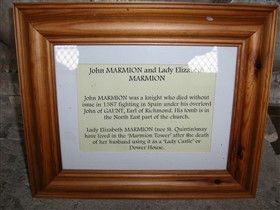 John MARMION and Lady Eliza
MARMION
John MARMION was a knight who died without
issue in 1387 fighting in Spain under his overlord
John of GAUNT, Earl of Richmond. His tomb is in
the North East part of the church.
Lady Elizabeth MARMION (nee St. Quintin)may
have lived in the "Marmion Tower" after the death
of her husband using it as a "Lady Castle" or
Dower House.